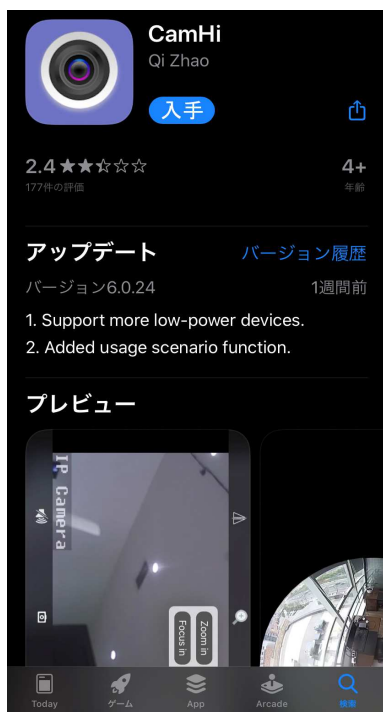 CamHi
Qi Zhao
入手
2.4★★☆☆☆
4+
177件の評価
年齢
アップデート
バージョン履歴
バージョン6.0.24
1週間前
1. Support more low-power devices.
2. Added usage scenario function.
プレビュー
IP Camera
Zoom in
Focus in
Today
ゲーム
App
Arcade
検索